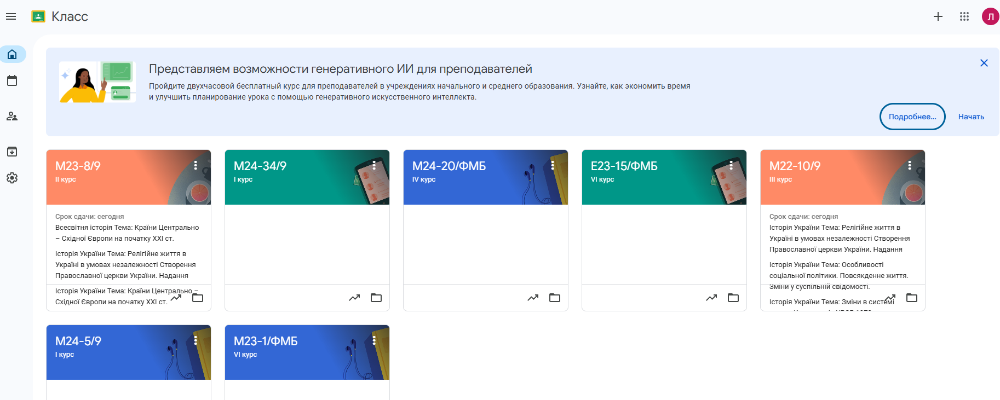 Класс
Л
Представляем возможности генеративного ИИ для преподавателей
Пройдите двухчасовой бесплатный курс для преподавателей в учреждениях начального и среднего образования. Узнайте, как экономить время
и улучшить планирование урока с помощью генеративного искусственного интеллекта.
Подробнее...
Начать
М23-8/9
II курс
Срок сдачи: сегодня
Всесвітня історія Тема: Країни Центрально
– Східної Європи на початку XXI ст.
Історія України Тема: Релігійне життя в
Україні в умовах незалежності Створення
Православної церкви України. Надання
Історія України Тема: Країни Центрально –
Східної Європи на початку XXI ст.
М24-34/9
I курс
М24-20/ФМБ
IV курс
Е23-15/ФМБ
VI курс
М22-10/9
III курс
Срок сдачи: сегодня
Історія України Тема: Релігійне життя в
Україні в умовах незалежності Створення
Православної церкви України. Надання
Історія України Тема: Особливості
соціальної політики. Повсякденне життя.
Зміни у суспільній свідомості.
Історія України Тема: Зміни в системі
М24-5/9
I курс
М23-1/ФМБ
VI курс